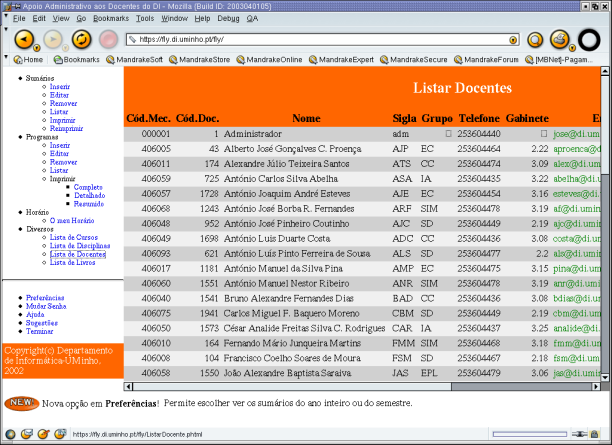 Apoio Administrativo aos Docentes do DI - Mozilla {Build ID: 2003040105}
File Edit View Go Bookmarks Tools Window Help Debug QA
https://fly.di.uminho.pt/fly/
Home Bookmarks MandrakeSoft MandrakeStore MandrakeOnline MandrakeExpert MandrakeSecure MandrakeForum [MBNet]-Pagam...
Sumários
Inserir
Editar
Remover
Listar
Imprimir
Reimprimir
Programas
Inserir
Editar
Remover
Listar
Imprimir
Completo
Detalhado
Resumido
Horário
O meu Horário
Diversos
Lista de Cursos
Lista de Disciplinas
Lista de Docentes
Lista de Livros
Preferências
Mudar Senha
Ajuda
Sugestões
Terminar
Copyright(c) Departamento
de Informática-UMinho,
2002
Listar Docentes
Cód.Mec. Cód.Doc. Nome Sigla Grupo Telefone Gabinete E
000001 1 Administrador adm 253604440 jose@di.um
406005 43 Alberto José Gonçalves C. Proença AJP EC 253604464 2.22 aproenca@d
406011 174 Alexandre Júlio Teixeira Santos ATS CC 253604474 3.09 alex@di.um
406059 725 António Carlos Silva Abelha ASA IA 253604435 3.22 abelha@di.u
406057 1728 António Joaquim André Esteves AJE EC 253604454 3.16 esteves@di.
406068 1243 António José Borba R. Fernandes ARF SIM 253604478 3.19 af@di.umin
406048 952 António José Pinheiro Coutinho AJC SD 253604449 2.19 ajc@di.umi
406049 1698 António Luis Duarte Costa ADC CC 253604436 3.08 costa@di.un
406093 621 António Luís Pinto Ferreira de Sousa ALS SD 253604477 2.2 als@di.umi
406017 1181 António Manuel da Silva Pina AMP EC 253604475 3.15 pina@di.um
406060 1551 António Manuel Nestor Ribeiro ANR SIM 253604479 3.19 anr@di.umi
406040 1541 Bruno Alexandre Fernandes Dias BAD CC 253604436 3.08 bdias@di.ur
406075 1941 Carlos Miguel F. Baquero Moreno CBM SD 253604449 2.19 cbm@di.um
406050 1573 César Analide Freitas Silva C. Rodrigues CAR IA 253604437 3.25 analide@di.
406010 164 Fernando Mário Junqueira Martins FMM SIM 253604468 3.18 fmm@di.um
406008 104 Francisco Coelho Soares de Moura FSM SD 253604467 2.18 fsm@di.um
406058 1550 João Alexandre Baptista Saraiva JAS EPL 253604479 3.06 jas@di.umi
NEW! Nova opção em Preferências! Permite escolher ver os sumários do ano inteiro ou do semestre.
https://fly.di.uminho.pt/fly/ListarDocente.phtml